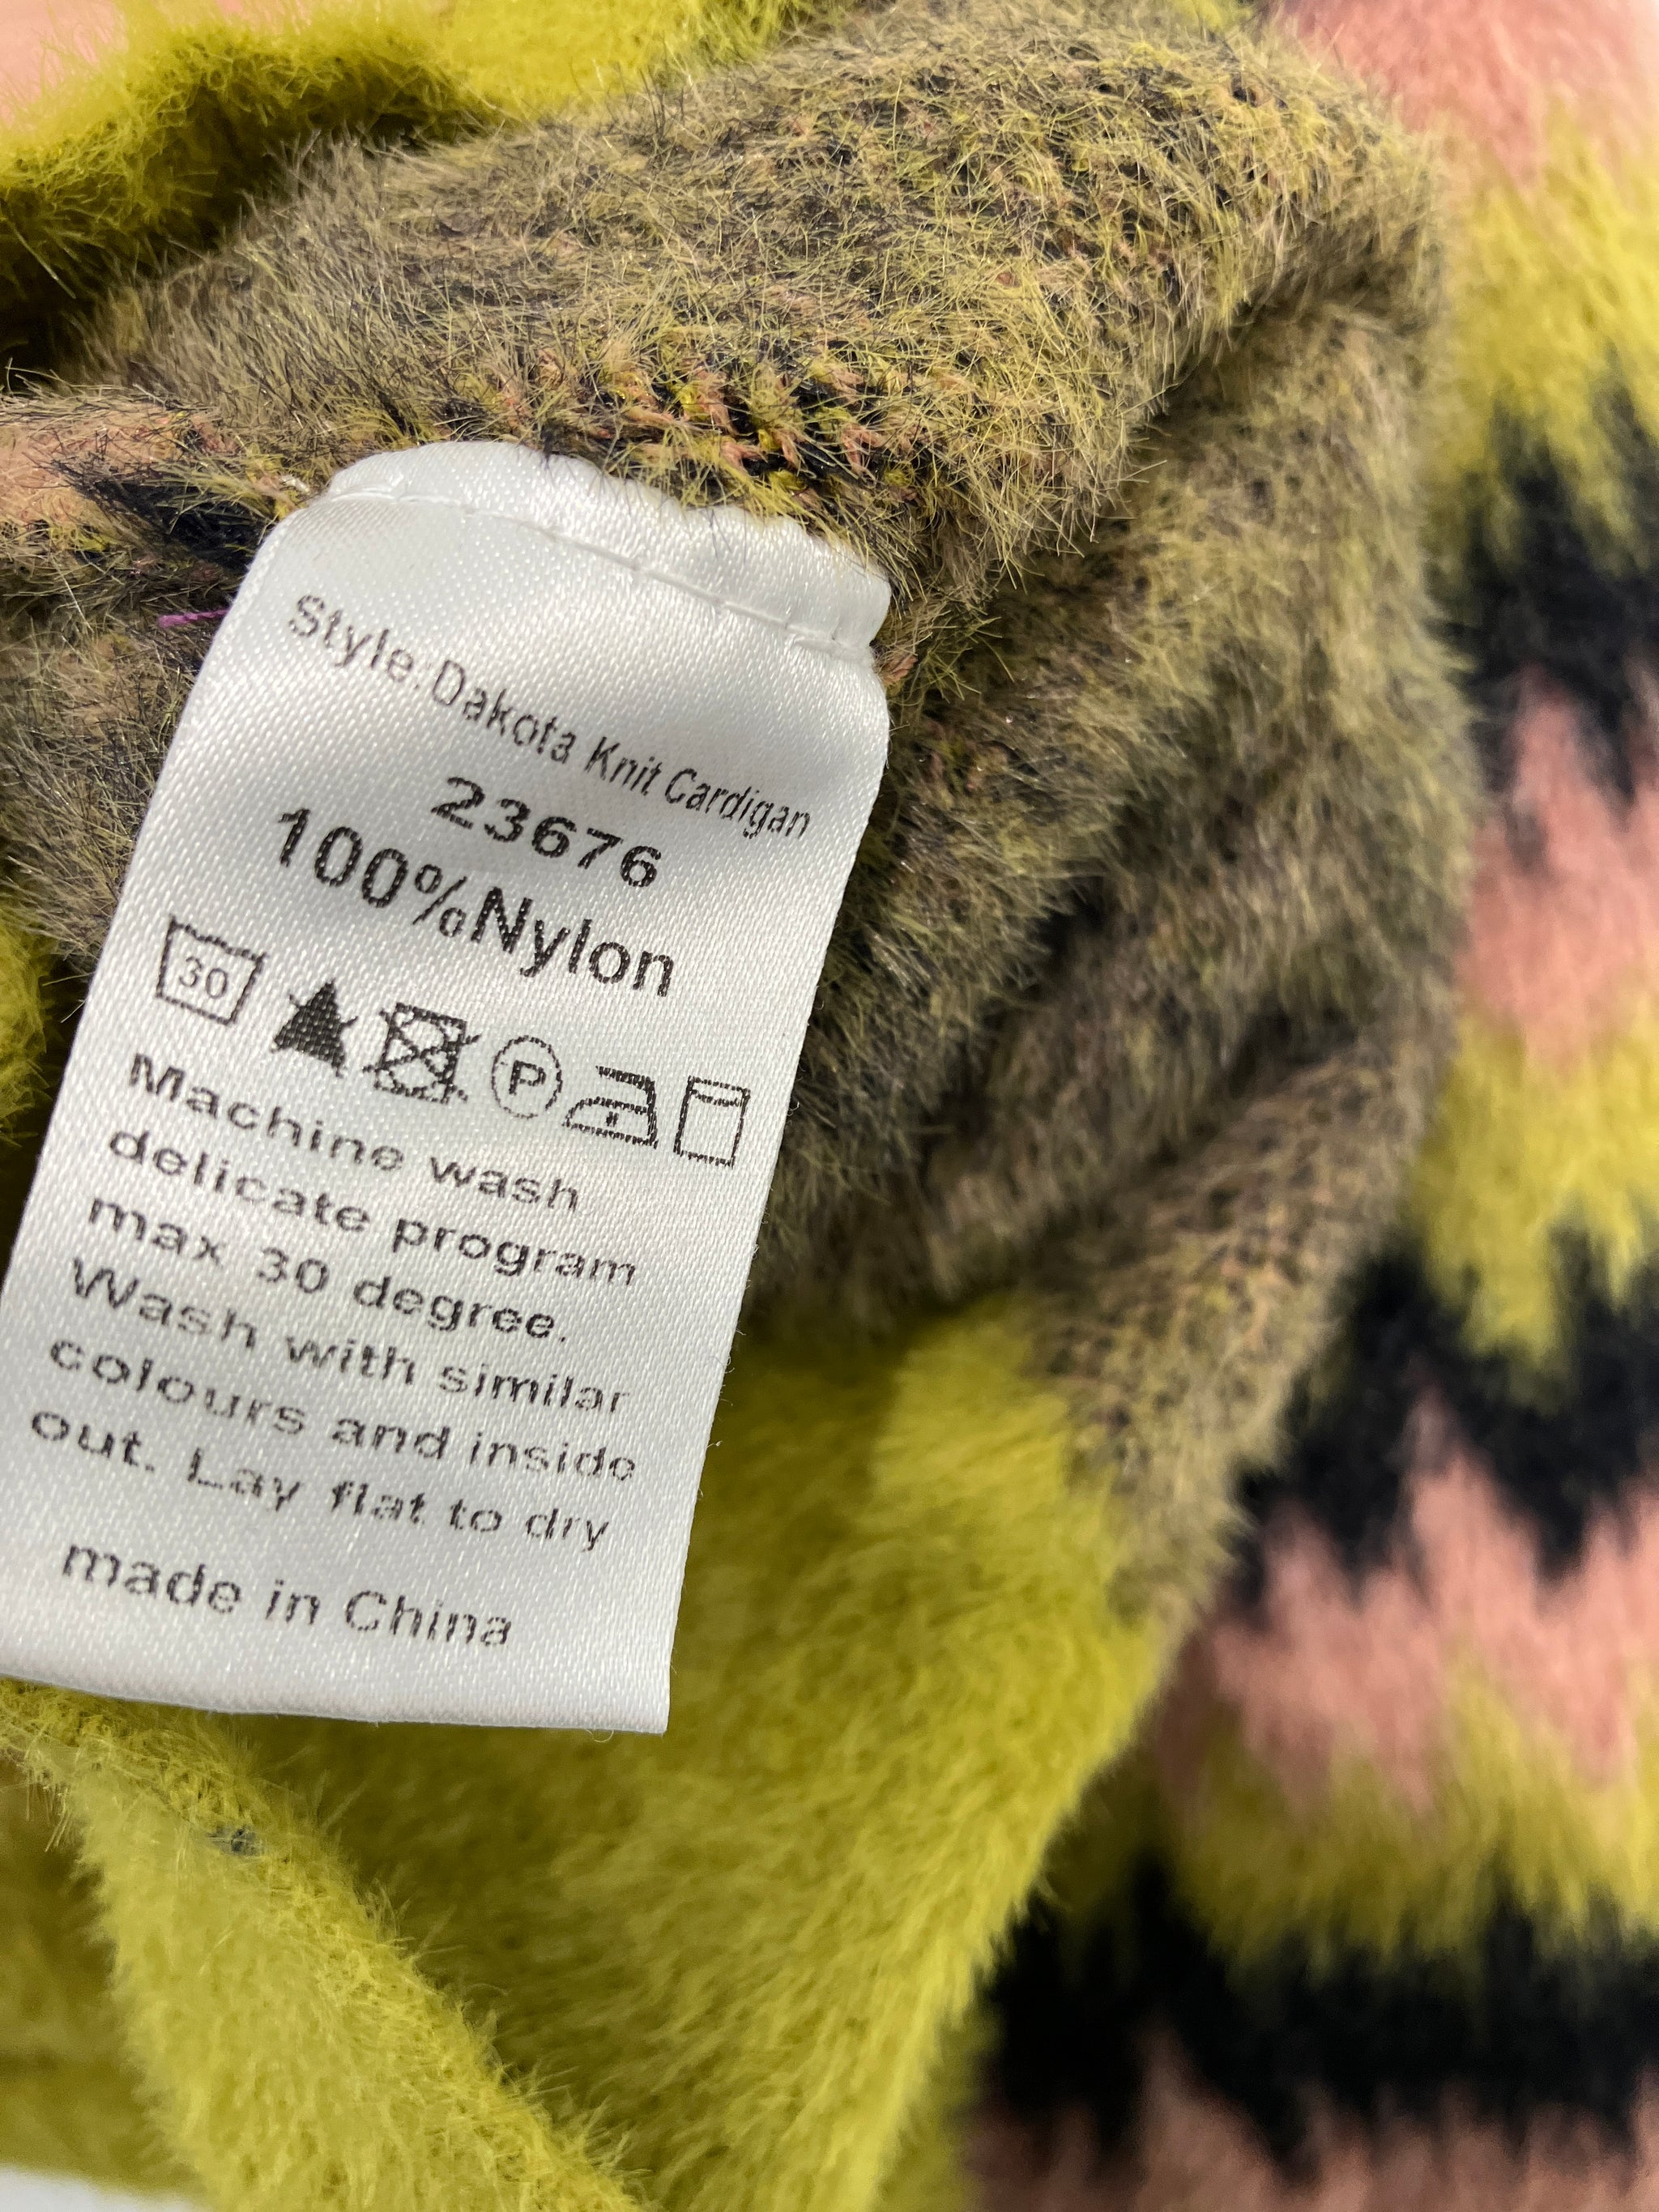 Style:Dakota Knit Cardigan
23676
100%Nylon
30 P
Machine wash
delicate program
max 30 degree.
Wash with similar
colours and inside
out. Lay flat to dry
made in China